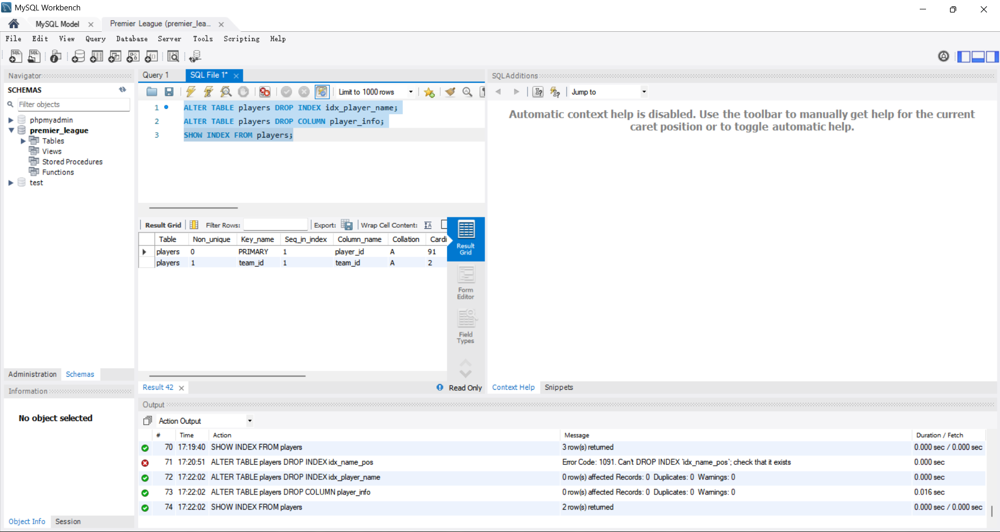 MySQL Workbench
MySQL Model
Premier League (premier_lea...
File Edit View Query Database Server Tools Scripting Help
Navigator
SCHEMAS
Filter objects
phpmyadmin
premier_league
Tables
Views
Stored Procedures
Functions
test
Administration Schemas
Information
No object selected
Object Info Session
Query 1 SQL File 1*
Limit to 1000 rows
1 ALTER TABLE players DROP INDEX idx_player_name;
2 ALTER TABLE players DROP COLUMN player_info;
3 SHOW INDEX FROM players;
Result Grid Filter Rows: Export: Wrap Cell Content:
Table Non_unique Key_name Seq_in_index Column_name Collation Cardi
players 0 PRIMARY 1 player_id A 91
players 1 team_id 1 team_id A 2
Result
Grid
Form
Editor
Field
Types
Result 42
Read Only
SQLAdditions
Jump to
Automatic context help is disabled. Use the toolbar to manually get help for the current
caret position or to toggle automatic help.
Context Help Snippets
Output
Action Output
# Time Action Message Duration / Fetch
70 17:19:40 SHOW INDEX FROM players 3 row(s) returned 0.000 sec / 0.000 sec
71 17:20:51 ALTER TABLE players DROP INDEX idx_name_pos Error Code: 1091. Can't DROP INDEX `idx_name_pos`; check that it exists 0.000 sec
72 17:22:02 ALTER TABLE players DROP INDEX idx_player_name 0 row(s) affected Records: 0 Duplicates: 0 Warnings: 0 0.000 sec
73 17:22:02 ALTER TABLE players DROP COLUMN player_info 0 row(s) affected Records: 0 Duplicates: 0 Warnings: 0 0.016 sec
74 17:22:02 SHOW INDEX FROM players 2 row(s) returned 0.000 sec / 0.000 sec